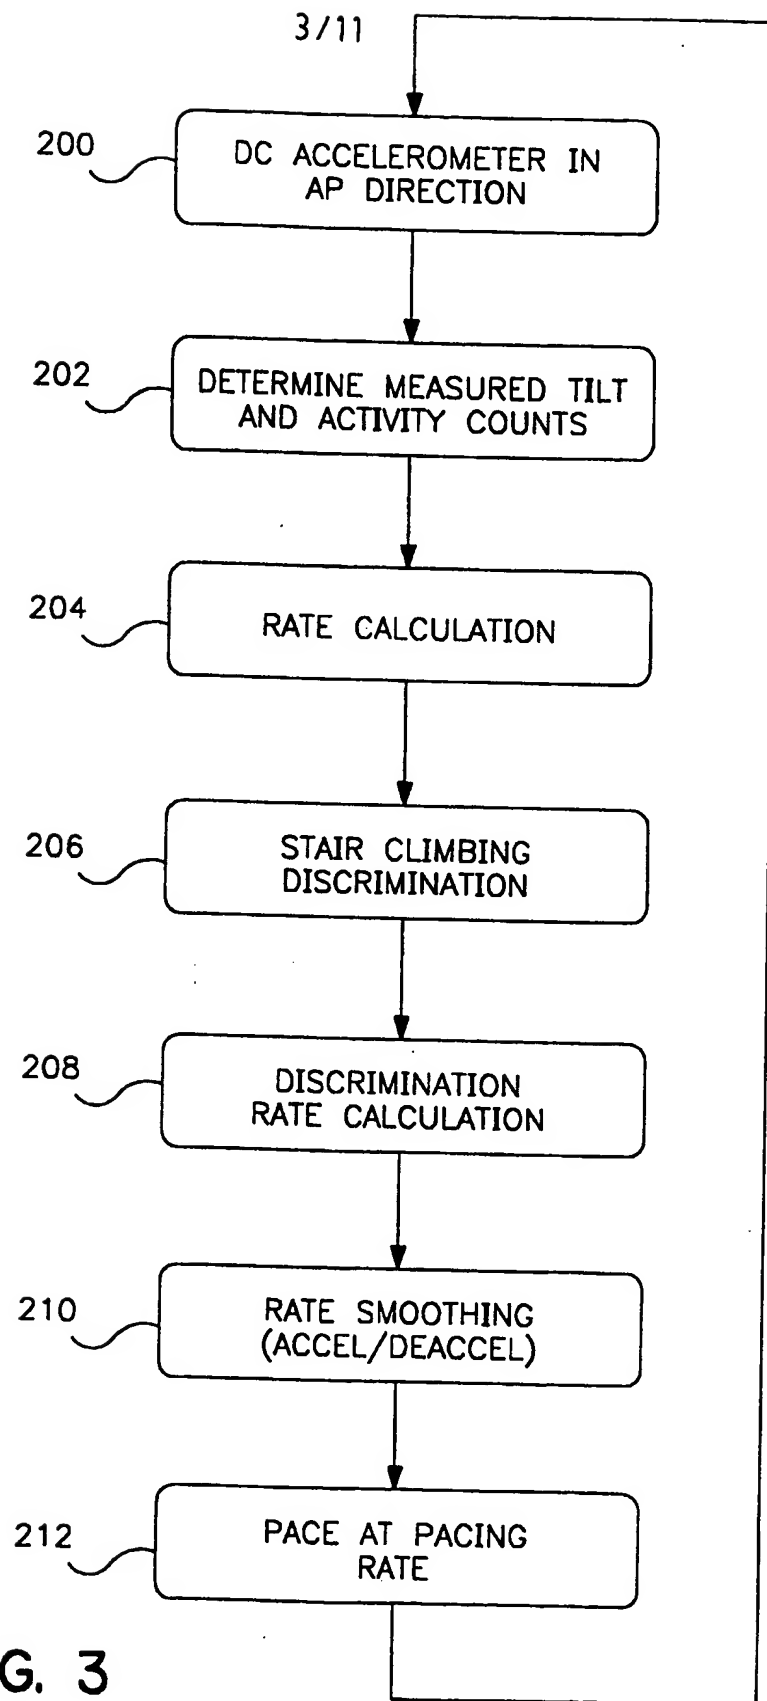 3/11
200
DC ACCELEROMETER IN
AP DIRECTION
202
DETERMINE MEASURED TILT
AND ACTIVITY COUNTS
204
RATE CALCULATION
206
STAIR CLIMBING
DISCRIMINATION
208
DISCRIMINATION
RATE CALCULATION
210
RATE SMOOTHING
(ACCEL/DEACCEL)
212
PACE AT PACING
RATE
G. 3